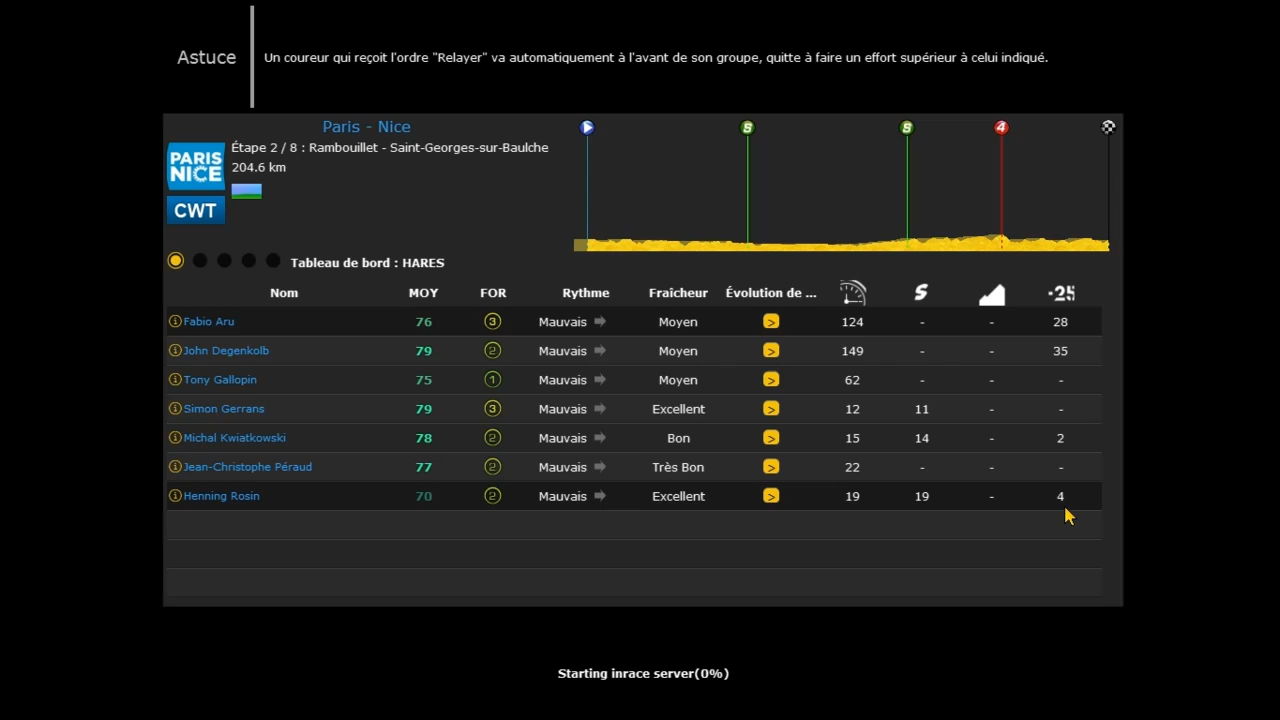 Astuce
Un coureur qui reçoit l'ordre "Relayer" va automatiquement à l'avant de son groupe, quitte à faire un effort supérieur à celui indiqué.
Paris - Nice
Étape 2 / 8 : Rambouillet - Saint-Georges-sur-Baulche
204.6 km
PARIS
NICE
CWT
S S 4
Tableau de bord : HARES
Nom MOY FOR Rythme Fraîcheur Évolution de ... S -25
Fabio Aru 76 3 Mauvais Moyen > 124 - - 28
John Degenkolb 79 2 Mauvais Moyen > 149 - - 35
Tony Gallopin 75 1 Mauvais Moyen > 62 - - -
Simon Gerrans 79 3 Mauvais Excellent > 12 11 - -
Michal Kwiatkowski 78 2 Mauvais Bon > 15 14 - 2
Jean-Christophe Péraud 77 2 Mauvais Très Bon > 22 - - -
Henning Rosin 70 2 Mauvais Excellent > 19 19 - 4
Starting inrace server(0%)